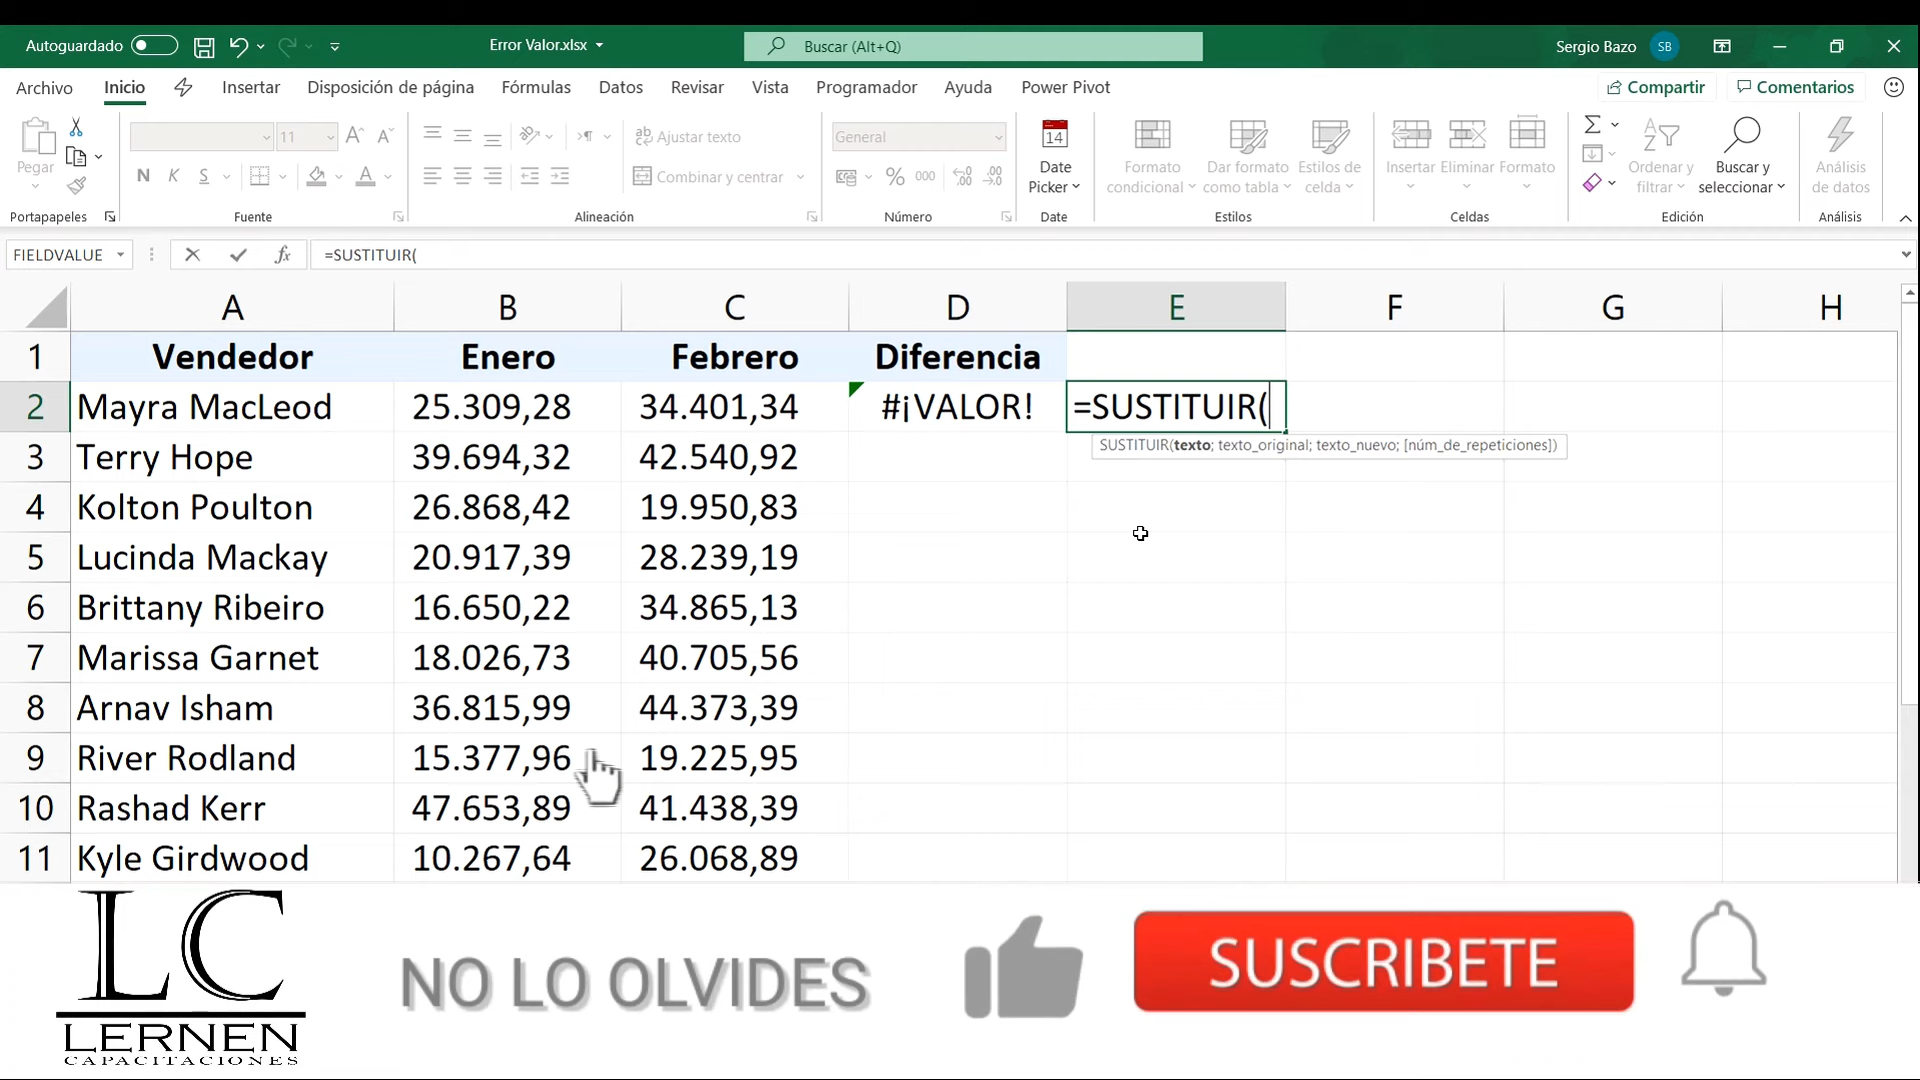 Autoguardado Error Valor.xlsx Buscar (Alt+Q) Sergio Bazo SB
Archivo Inicio Insertar Disposición de página Fórmulas Datos Revisar Vista Programador Ayuda Power Pivot Compartir Comentarios
Pegar
11
N K S
ab Ajustar texto
Combinar y centrar
General
% 000
14
Date Picker
Formato condicional
Dar formato como tabla
Estilos de celda
Insertar Eliminar Formato
Ordenar y filtrar
Buscar y seleccionar
Análisis de datos
Portapapeles Fuente Alineación Número Date Estilos Celdas Edición Análisis
FIELDVALUE fx =SUSTITUIR(
A B C D E F G H
1 Vendedor Enero Febrero Diferencia
2 Mayra MacLeod 25.309,28 34.401,34 #¡VALOR! =SUSTITUIR(
SUSTITUIR(texto; texto_original; texto_nuevo; [núm_de_repeticiones])
3 Terry Hope 39.694,32 42.540,92
4 Kolton Poulton 26.868,42 19.950,83
5 Lucinda Mackay 20.917,39 28.239,19
6 Brittany Ribeiro 16.650,22 34.865,13
7 Marissa Garnet 18.026,73 40.705,56
8 Arnav Isham 36.815,99 44.373,39
9 River Rodland 15.377,96 19.225,95
10 Rashad Kerr 47.653,89 41.438,39
11 Kyle Girdwood 10.267,64 26.068,89
LC
LERNEN
CAPACITACIONES
NO LO OLVIDES
SUSCRIBETE